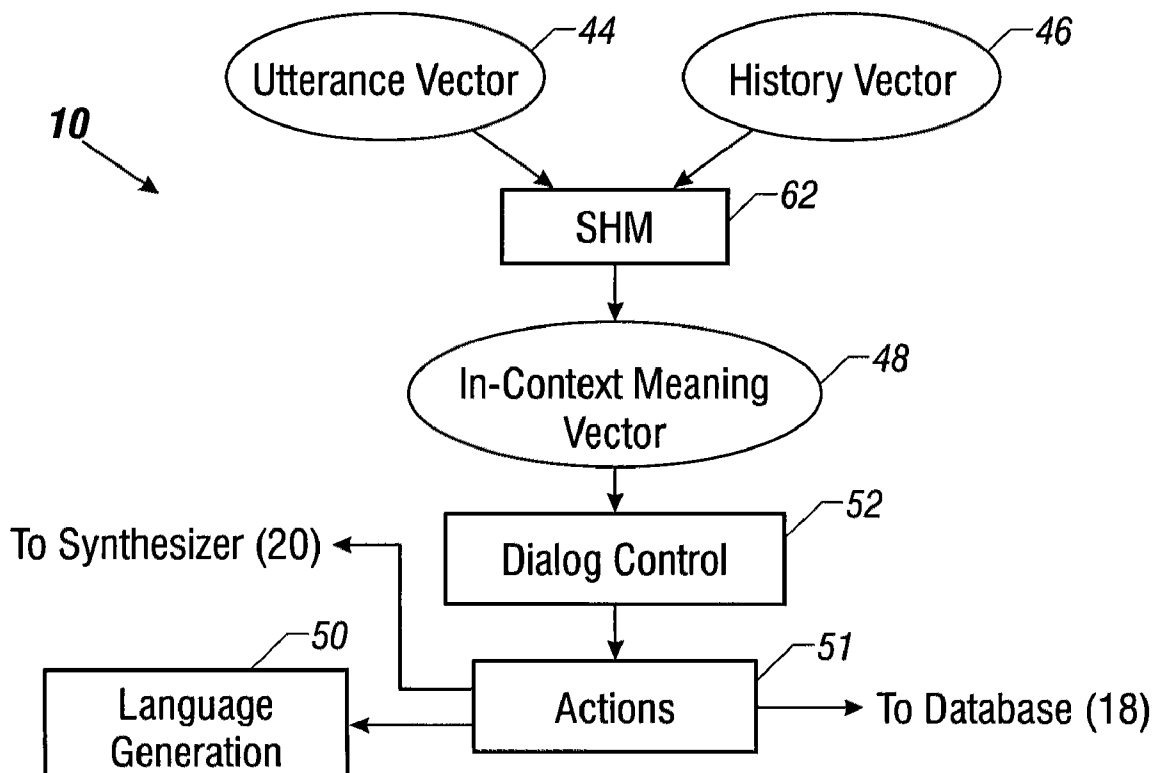 44
46
Utterance Vector
History Vector
10
62
SHM
48
In-Context Meaning
Vector
52
To Synthesizer (20)
Dialog Control
50
51
Language
Generation
Actions
To Database (18)